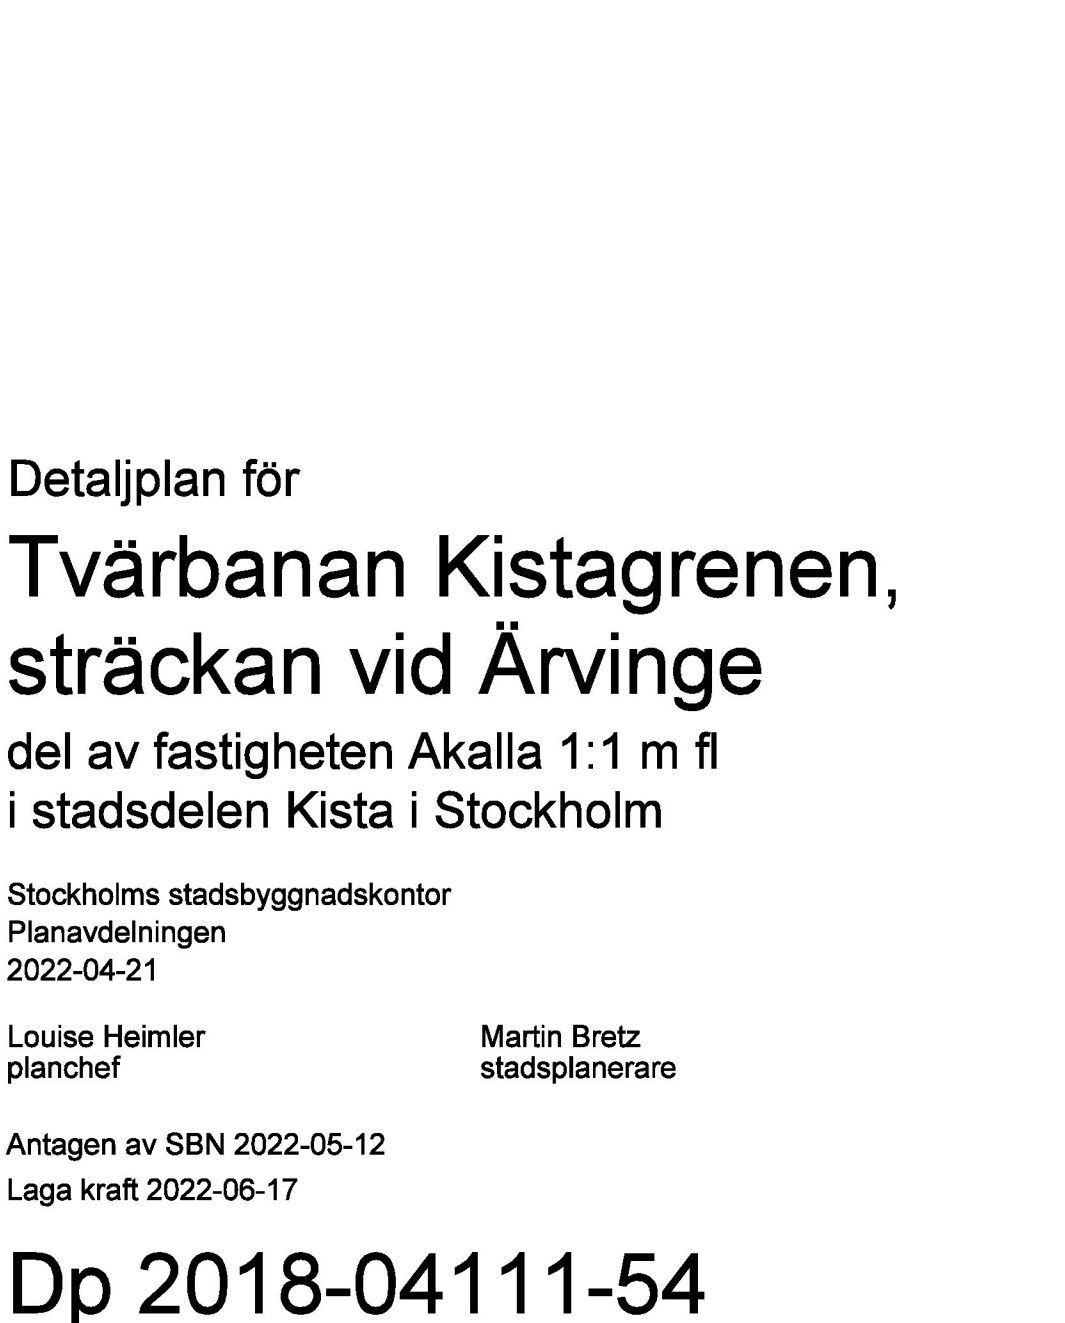 Detaljplan för
Tvärbanan Kistagrenen,
sträckan vid Ärvinge
del av fastigheten Akalla 1:1 m fl
i stadsdelen Kista i Stockholm
Stockholms stadsbyggnadskontor
Planavdelningen
2022-04-21
Louise Heimler
planchef
Martin Bretz
stadsplanerare
Antagen av SBN 2022-05-12
Laga kraft 2022-06-17
Dp 2018-04111-54